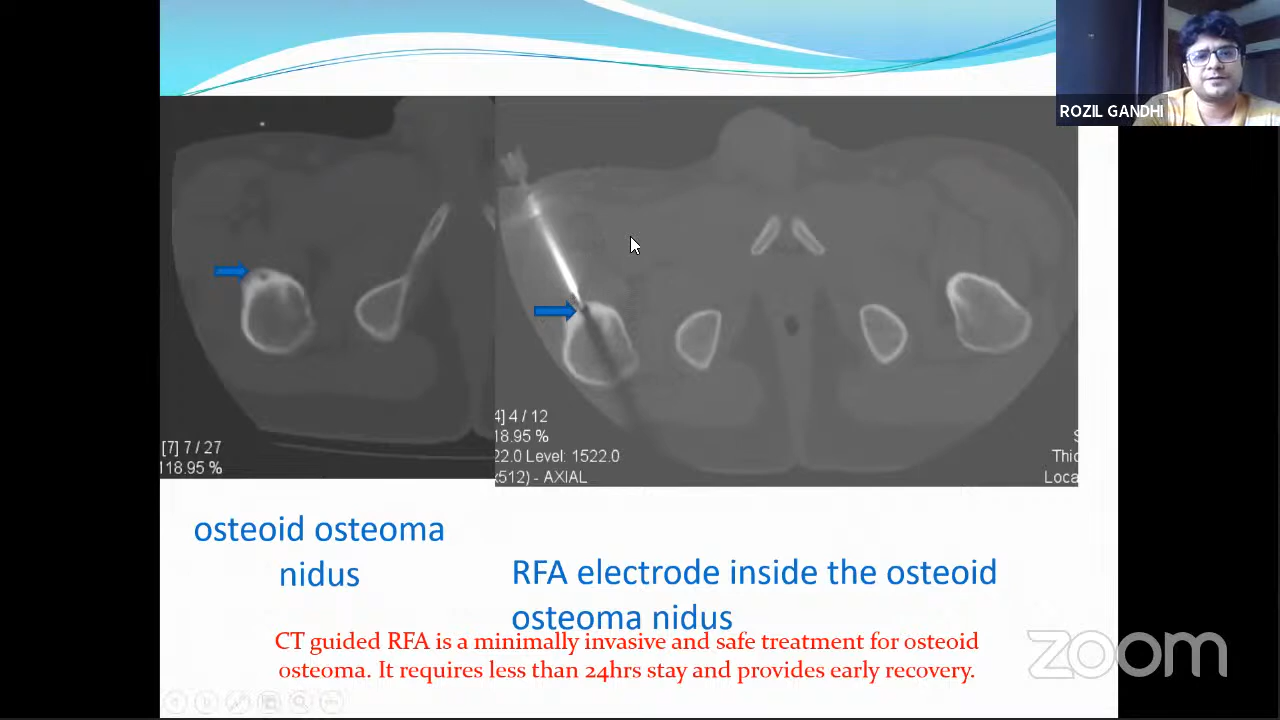 ROZIL GANDHI
[7] 7 / 27
118.95 %
4] 4 / 12
18.95 %
22.0 Level: 1522.0
x512) - AXIAL
S
Thic
Loca
osteoid osteoma
nidus
RFA electrode inside the osteoid
osteoma nidus
CT guided RFA is a minimally invasive and safe treatment for osteoid
osteoma. It requires less than 24hrs stay and provides early recovery.
zoom